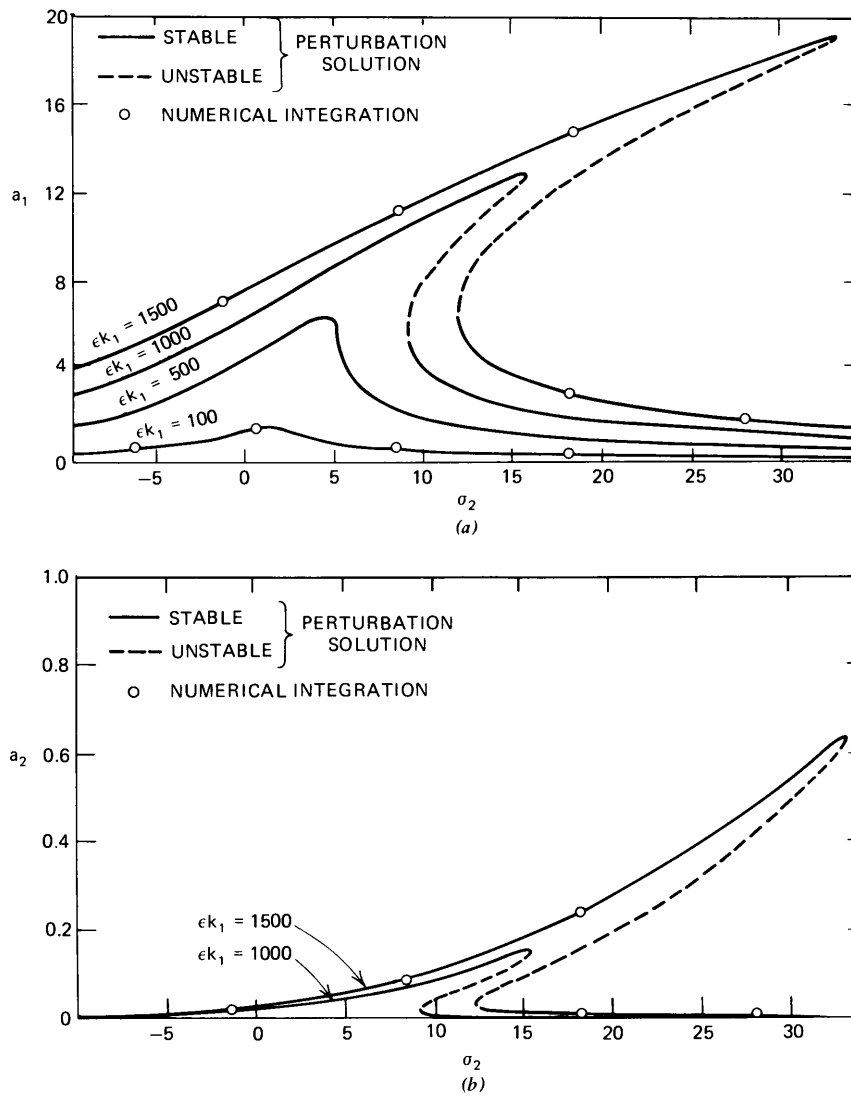 20
STABLE
UNSTABLE
PERTURBATION
SOLUTION
NUMERICAL INTEGRATION
16
12
a₁
8
4
0
ϵk₁ = 1500
ϵk₁ = 1000
ϵk₁ = 500
ϵk₁ = 100
−5 0 5 10 15 20 25 30
σ₂
(a)
1.0
STABLE
UNSTABLE
PERTURBATION
SOLUTION
NUMERICAL INTEGRATION
0.8
0.6
a₂
0.4
0.2
0
ϵk₁ = 1500
ϵk₁ = 1000
−5 0 5 10 15 20 25 30
σ₂
(b)